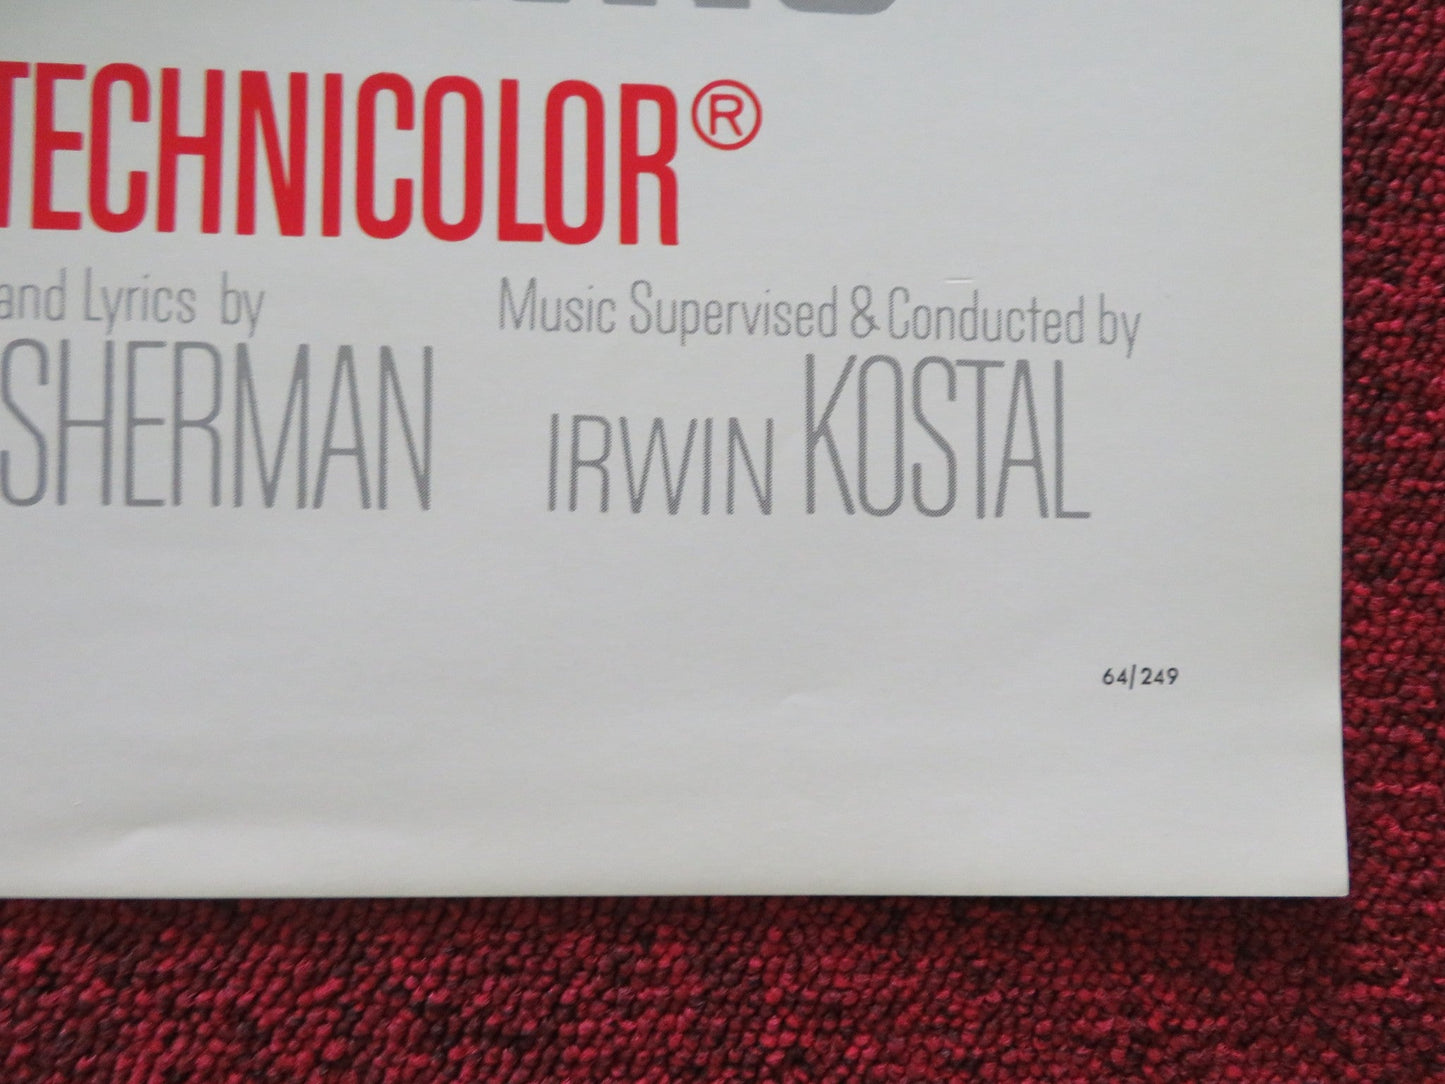 TECHNICOLOR®
and Lyrics by
Music Supervised & Conducted by
SHERMAN
IRWIN KOSTAL
64/249